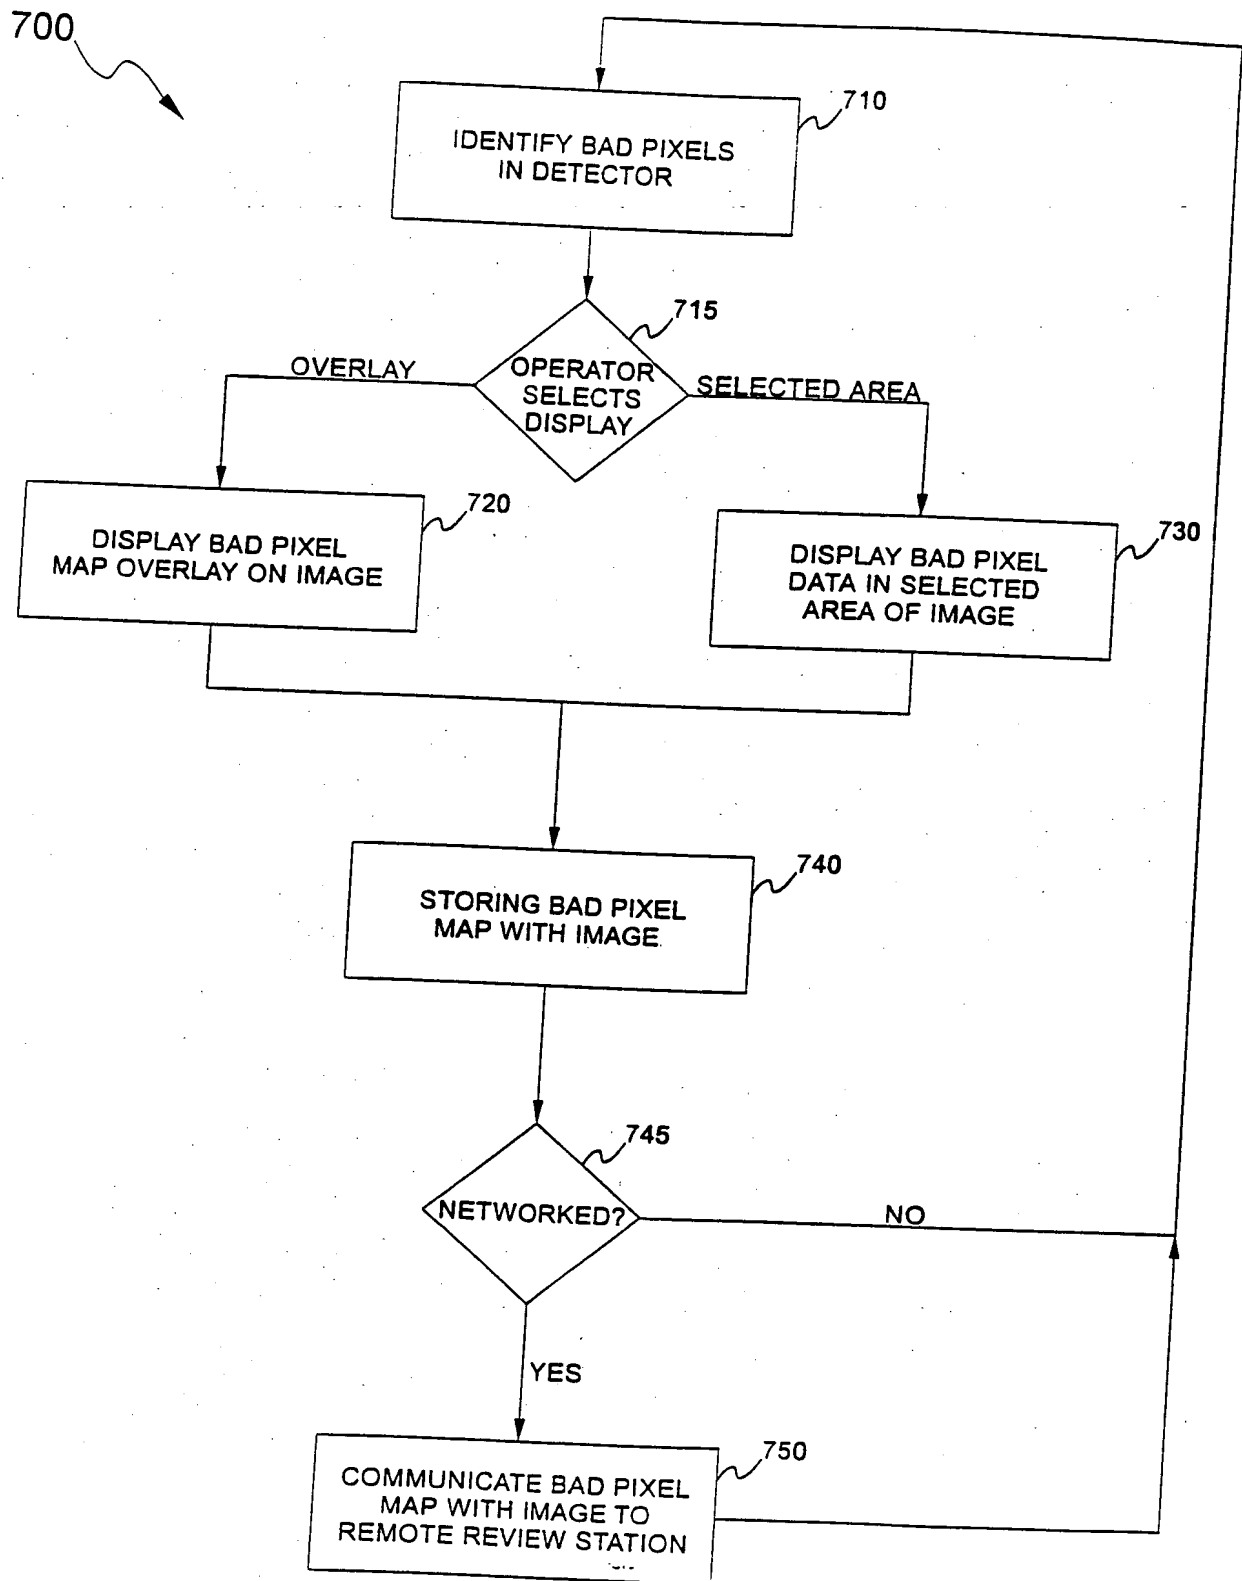 700
710
IDENTIFY BAD PIXELS
IN DETECTOR
715
OPERATOR
SELECTS
DISPLAY
OVERLAY
SELECTED AREA
720
DISPLAY BAD PIXEL
MAP OVERLAY ON IMAGE
730
DISPLAY BAD PIXEL
DATA IN SELECTED
AREA OF IMAGE
740
STORING BAD PIXEL
MAP WITH IMAGE
745
NETWORKED?
NO
YES
750
COMMUNICATE BAD PIXEL
MAP WITH IMAGE TO
REMOTE REVIEW STATION